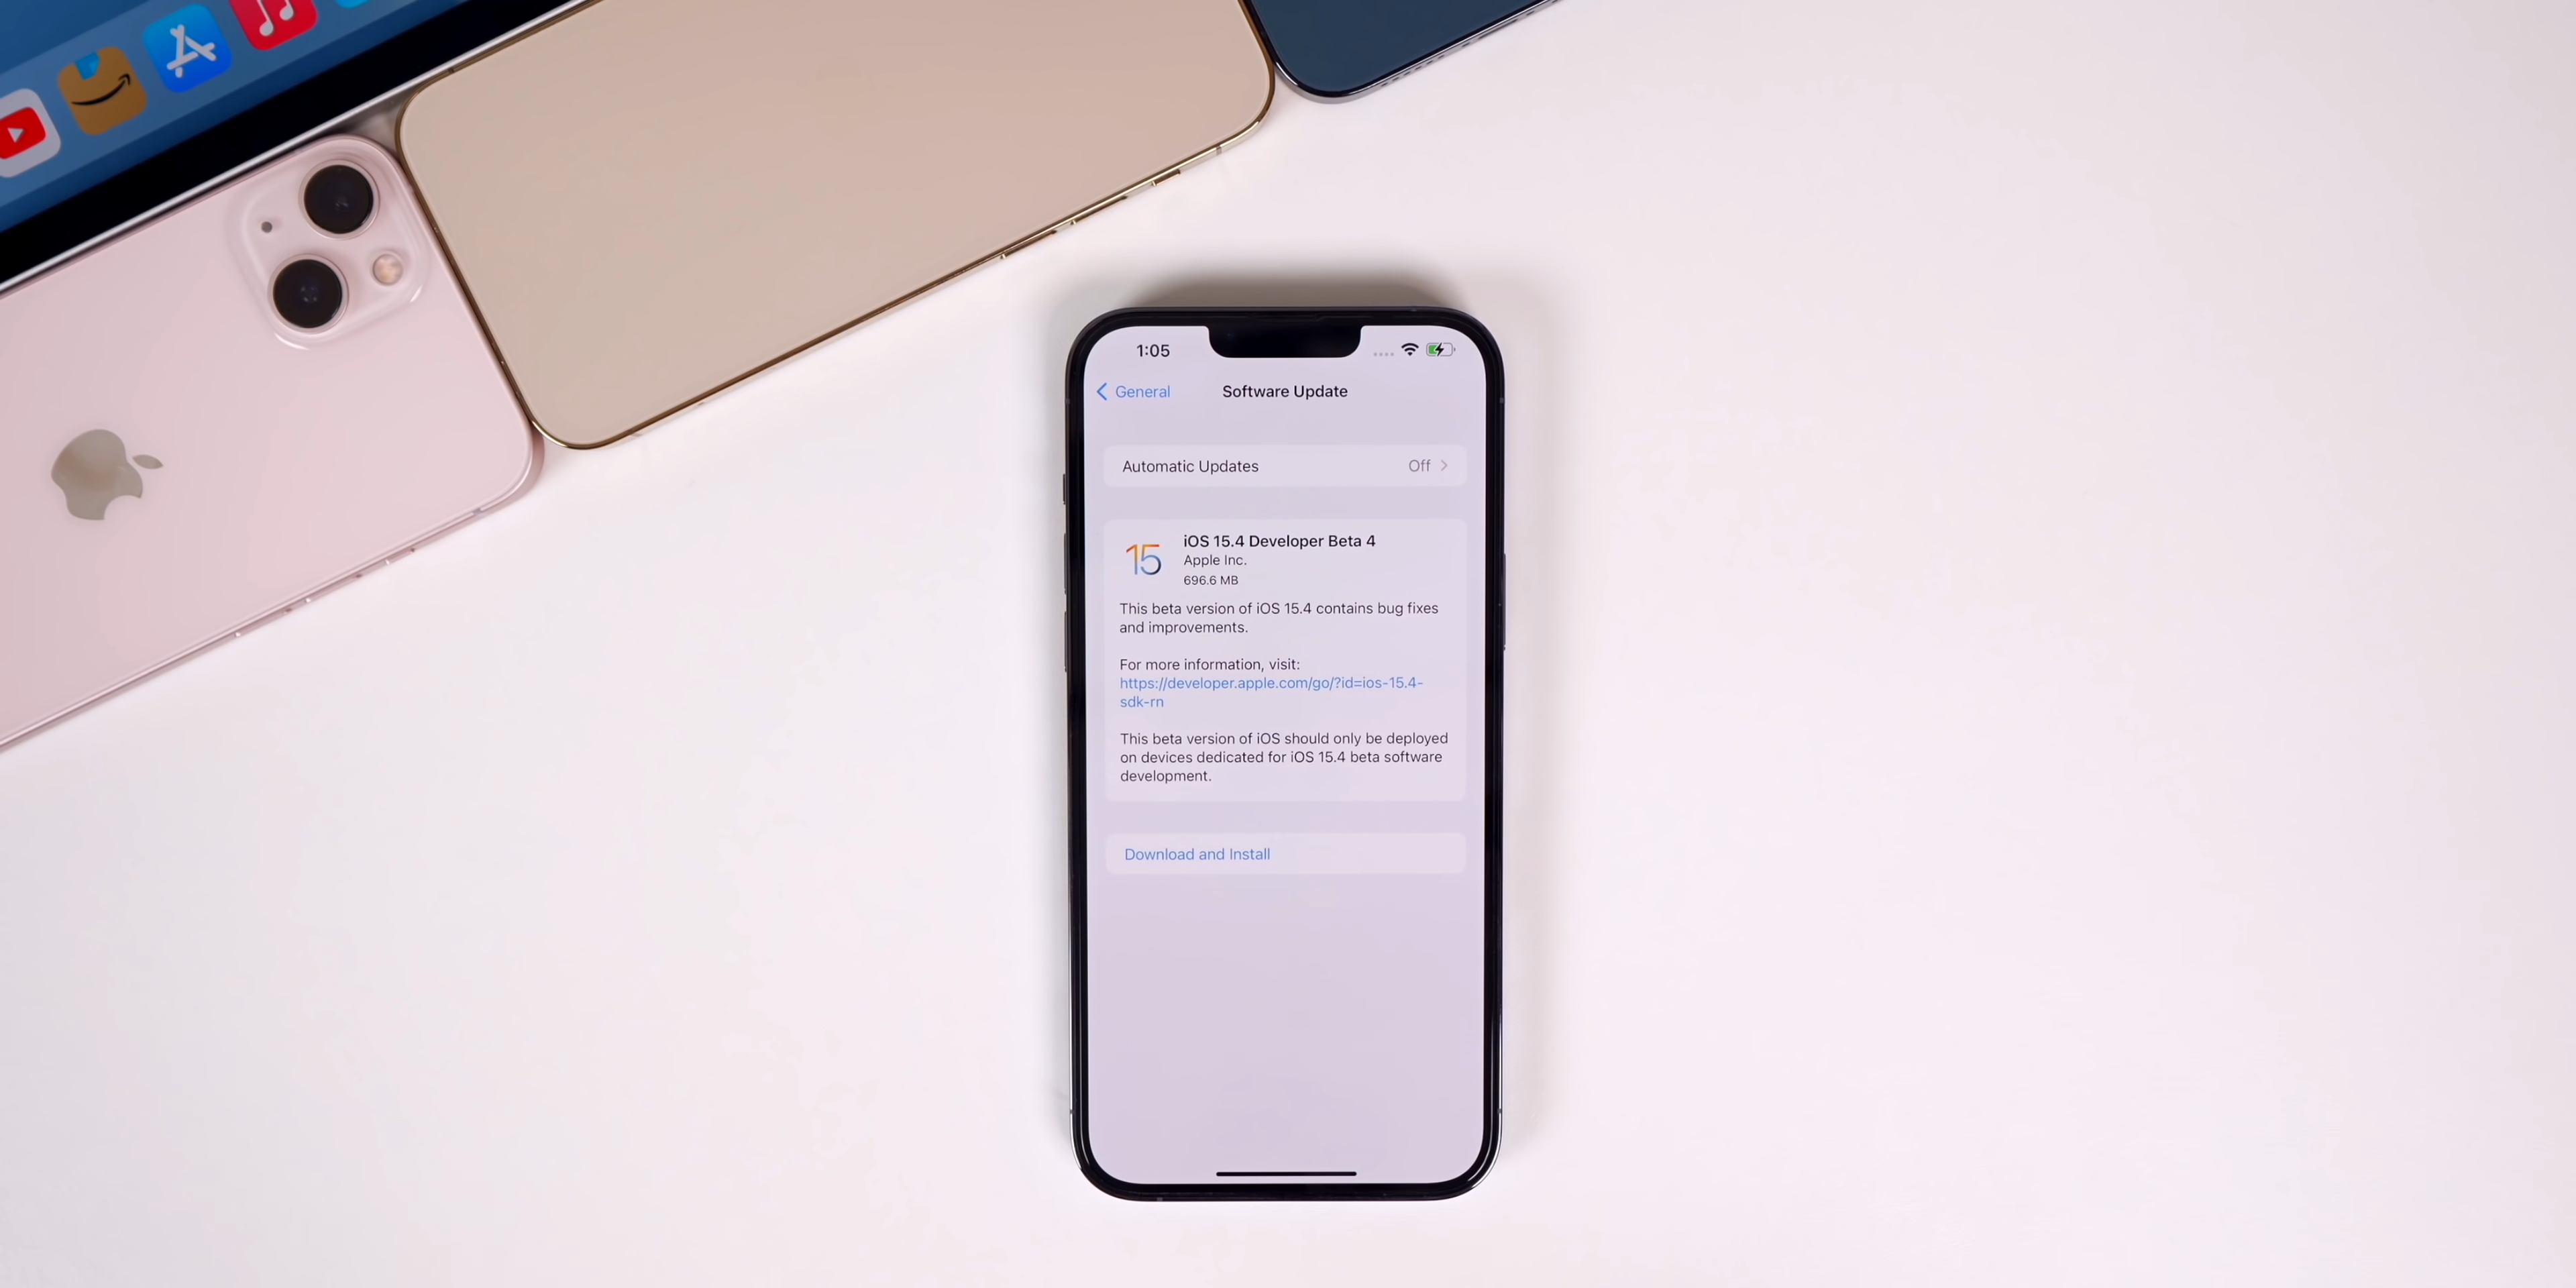 1:05
General
Software Update
Automatic Updates Off
15
iOS 15.4 Developer Beta 4
Apple Inc.
696.6 MB
This beta version of iOS 15.4 contains bug fixes
and improvements.
For more information, visit:
https://developer.apple.com/go/?id=ios-15.4-
sdk-rn
This beta version of iOS should only be deployed
on devices dedicated for iOS 15.4 beta software
development.
Download and Install